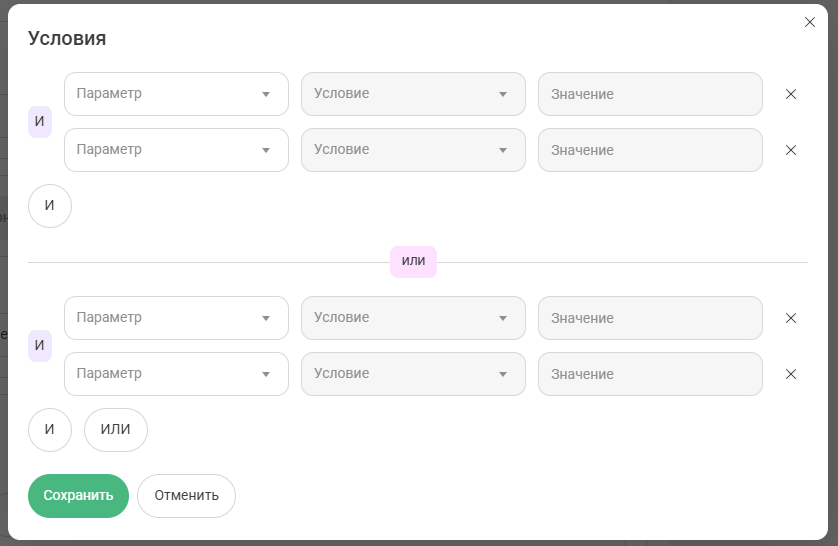 Условия
Параметр Условие Значение
И
Параметр Условие Значение
И
ИЛИ
Параметр Условие Значение
И
Параметр Условие Значение
И ИЛИ
Сохранить Отменить